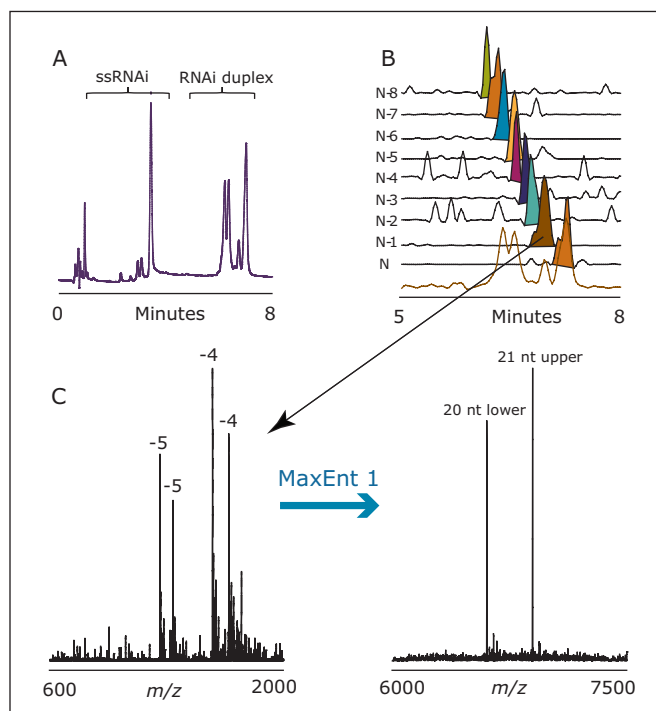 A
ssRNAi
RNAi duplex
0
Minutes
8
B
N-8
N-7
N-6
N-5
N-4
N-3
N-2
N-1
N
5
Minutes
8
C
-5
-5
-4
-4
600
m/z
2000
MaxEnt 1
21 nt upper
20 nt lower
6000
m/z
7500